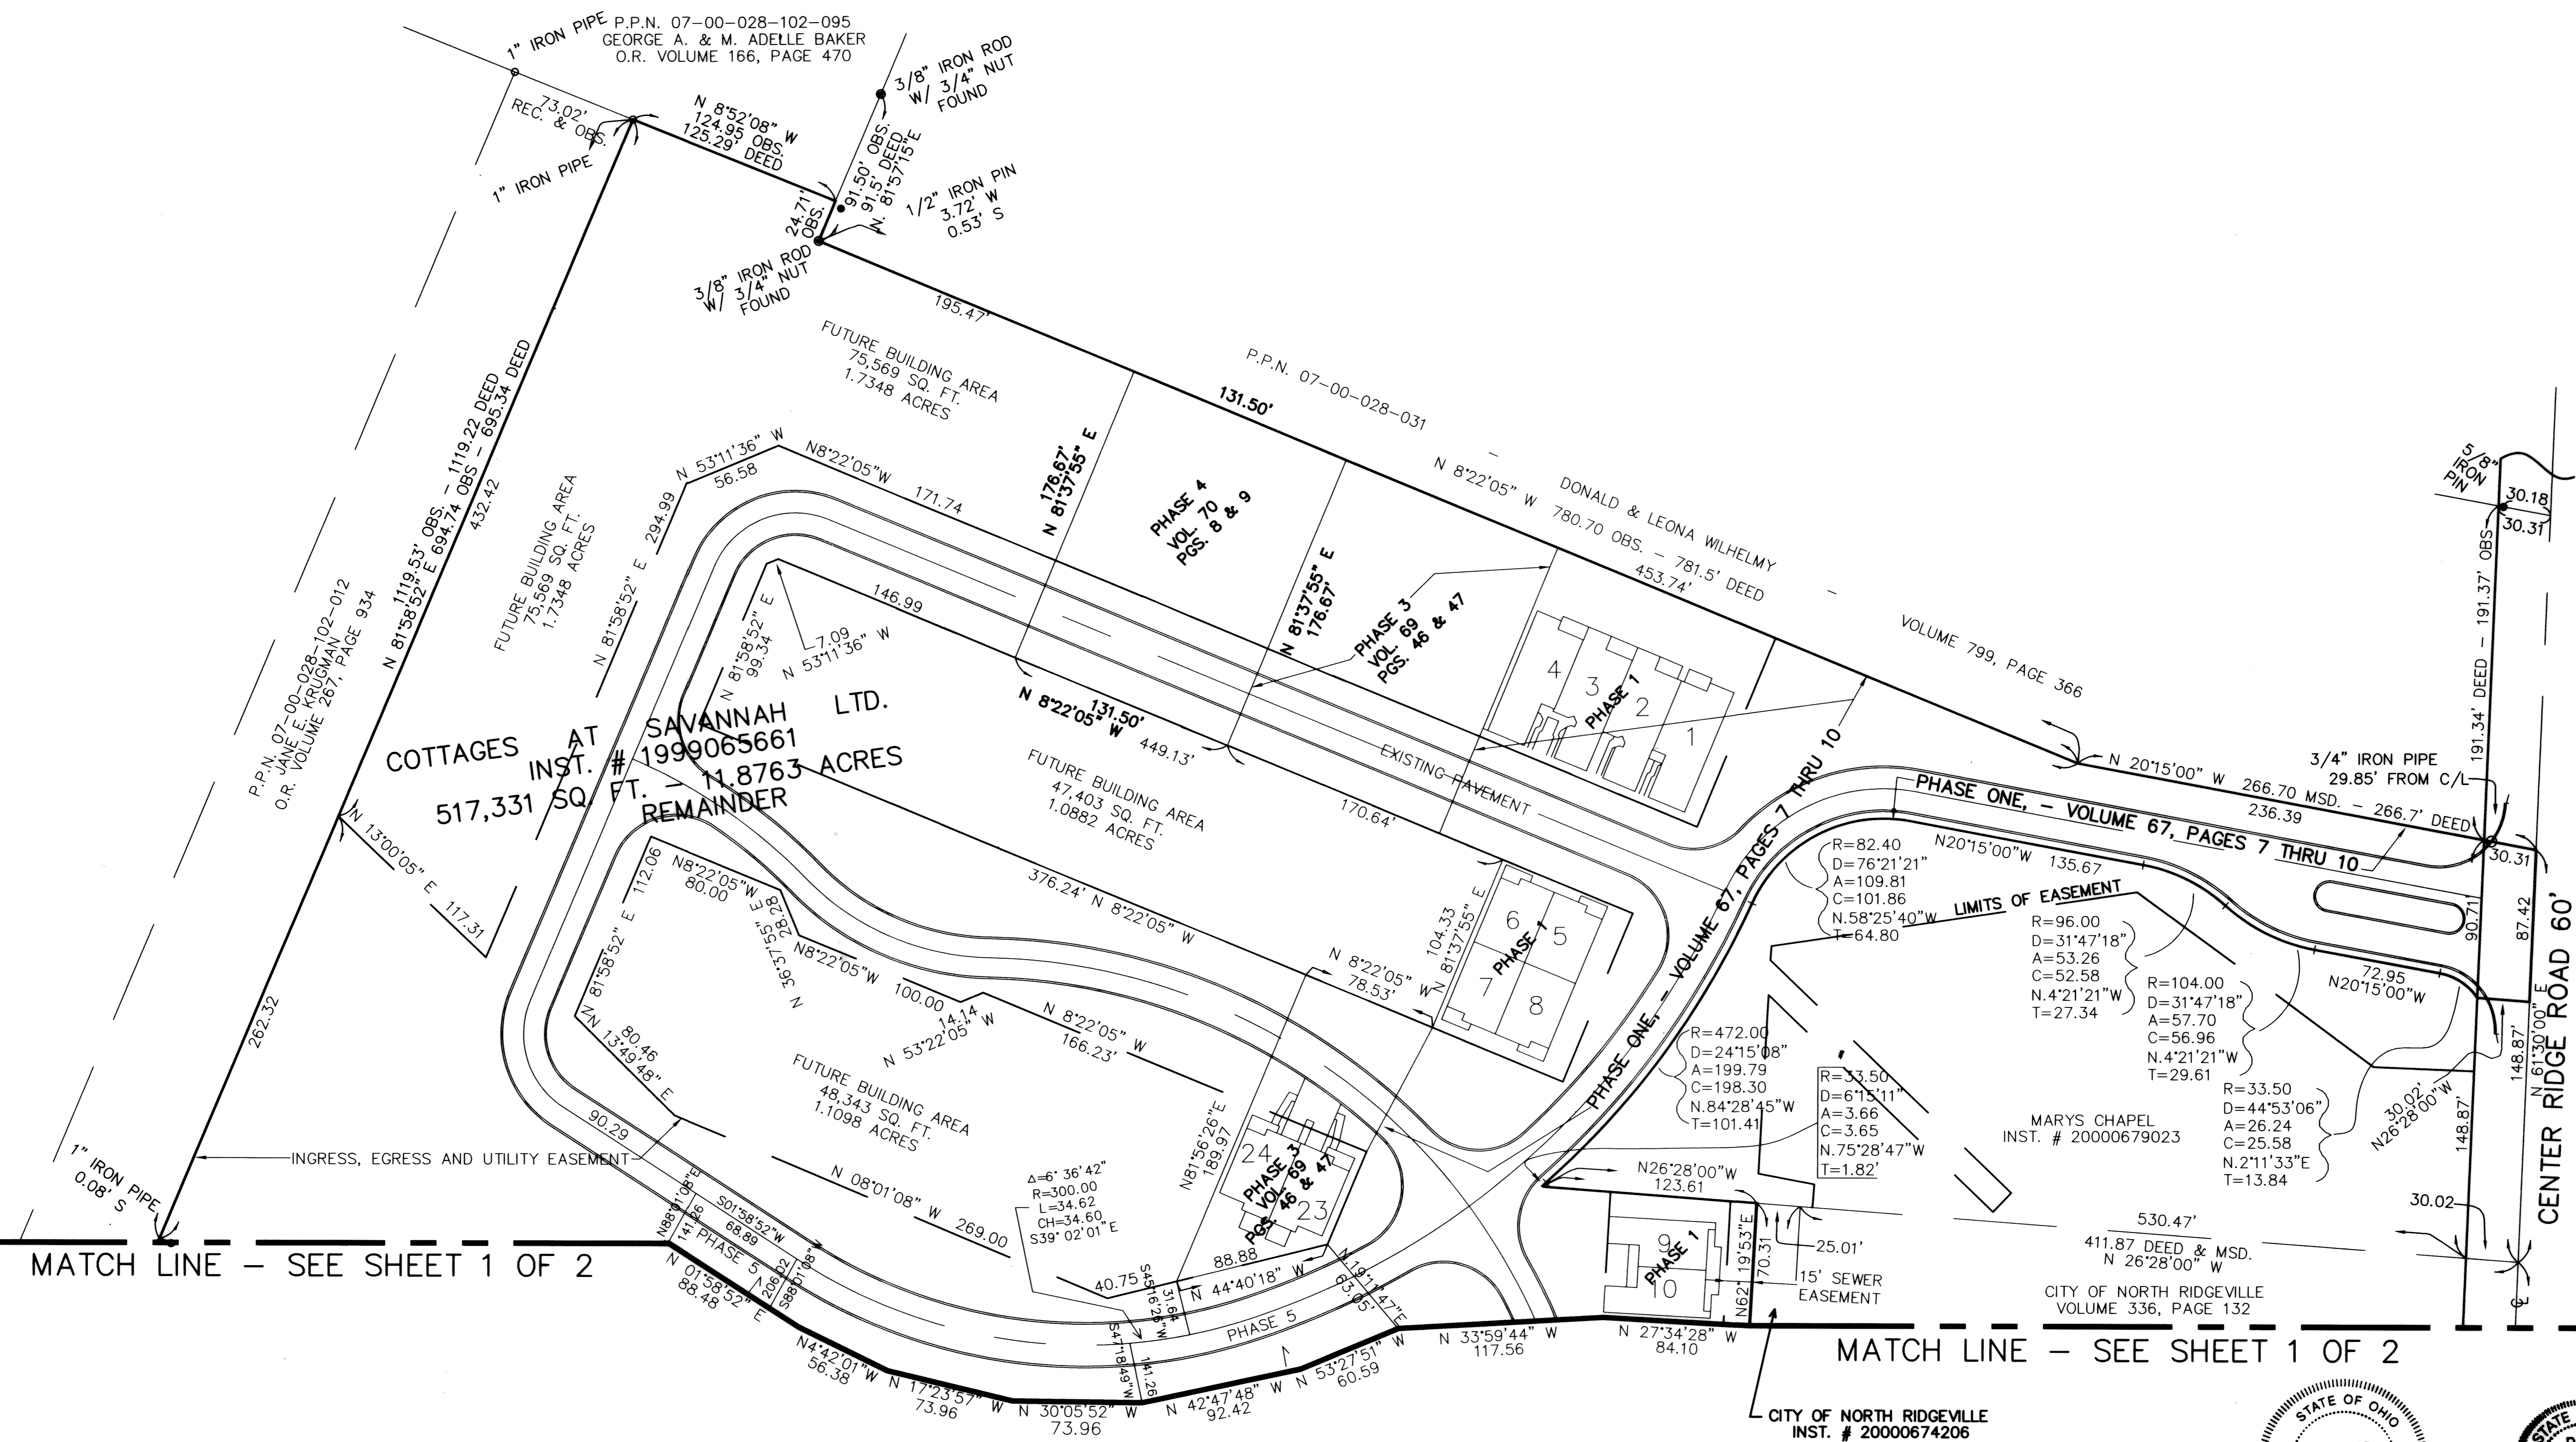 P.P.N. 07-00-028-102-095
GEORGE A. & M. ADELLE BAKER
O.R. VOLUME 166, PAGE 470
1" IRON PIPE
73.02'
REC. & OBS.
1" IRON PIPE
N 8°52'08" W
124.95 OBS.
125.29' DEED
3/8" IRON ROD
W/ 3/4" NUT
FOUND
91.50' OBS.
91.5' DEED
N. 81°57'15"E
24.71'
OBS.
1/2" IRON PIN
3.72' W
0.53' S
3/8" IRON ROD
W/ 3/4" NUT
FOUND
195.47'
FUTURE BUILDING AREA
75,569 SQ. FT.
1.7348 ACRES
131.50'
P.P.N. 07-00-028-031
-
DONALD & LEONA WILHELMY
-
VOLUME 799, PAGE 366
N 8°22'05" W 780.70 OBS. - 781.5' DEED
453.74'
N 81°58'52" E
1119.53' OBS. - 1119.22 DEED
694.74 OBS - 695.34 DEED
432.42
P.P.N. 07-00-028-102-012
JANE E. KRUGMAN
O.R. VOLUME 267, PAGE 934
FUTURE BUILDING AREA
75,569 SQ. FT.
1.7348 ACRES
N 81°58'52" E 294.99
N 53°11'36" W
56.58
N8°22'05"W 171.74
176.67'
N 81°37'55" E
PHASE 4
VOL. 70
PGS. 8 & 9
N 81°37'55" E
176.67'
PHASE 3
VOL. 69
PGS. 46 & 47
4
3
2
1
PHASE 1
146.99
N 81°58'52" E
99.34
7.09
N 53°11'36" W
131.50'
N 8°22'05" W
449.13'
EXISTING PAVEMENT
170.64'
COTTAGES AT SAVANNAH LTD.
INST. # 1999065661
517,331 SQ. FT. - 11.8763 ACRES
REMAINDER
FUTURE BUILDING AREA
47,403 SQ. FT.
1.0882 ACRES
376.24' N 8°22'05" W
N 8°22'05" W
78.53'
104.33
N 81°37'55" E
6
5
7
8
PHASE 1
PHASE ONE, - VOLUME 67, PAGES 7 THRU 10
PHASE ONE, - VOLUME 67, PAGES 7 THRU 10
N 20°15'00" W 266.70 MSD. - 266.7' DEED
236.39
3/4" IRON PIPE
29.85' FROM C/L
5/8"
IRON
PIN
30.18
30.31
191.34' DEED - 191.37' OBS
30.31
90.71
87.42
CENTER RIDGE ROAD 60'
N 61°30'00" E
148.87'
148.87'
R=82.40
D=76°21'21"
A=109.81
C=101.86
N.58°25'40"W
T=64.80
N20°15'00"W 135.67
LIMITS OF EASEMENT
R=96.00
D=31°47'18"
A=53.26
C=52.58
N.4°21'21"W
T=27.34
R=104.00
D=31°47'18"
A=57.70
C=56.96
N.4°21'21"W
T=29.61
72.95
N20°15'00"W
R=33.50
D=44°53'06"
A=26.24
C=25.58
N.2°11'33"E
T=13.84
30.02'
N26°28'00"W
30.02
R=472.00
D=24°15'08"
A=199.79
C=198.30
N.84°28'45"W
T=101.41
R=33.50
D=6°15'11"
A=3.66
C=3.65
N.75°28'47"W
T=1.82'
MARYS CHAPEL
INST. # 20000679023
N26°28'00"W
123.61
530.47'
411.87 DEED & MSD.
N 26°28'00" W
CITY OF NORTH RIDGEVILLE
VOLUME 336, PAGE 132
25.01'
15' SEWER
EASEMENT
N62°19'53"E
70.31
9
10
PHASE 1
N 13°00'05" E
117.31
262.32
112.06
N 81°58'52" E
N8°22'05"W
80.00
28.28
N 36°37'55" E
N8°22'05"W 100.00
14.14
N 53°22'05" W
N 8°22'05" W
166.23'
80.46
N 13°49'48" E
FUTURE BUILDING AREA
48,343 SQ. FT.
1.1098 ACRES
90.29
INGRESS, EGRESS AND UTILITY EASEMENT
1" IRON PIPE
0.08' S
N81°56'26"E
189.97
24
23
PHASE 3
VOL. 69
PGS. 46 & 47
N 08°01'08" W 269.00
Δ=6° 36'42"
R=300.00
L=34.62
CH=34.60
S39° 02'01"E
N88°01'08"E
141.26
S01°58'52"W
68.89
PHASE 5
206.02
S88°01'08"W
40.75
88.88
N 44°40'18" W
S45°16'26"W
31.64
N19°11'47"E
63.05'
PHASE 5
S47°18'49"W
141.26
N 01°58'52" E
88.48
N4°42'01"W
56.38
N 17°23'57" W
73.96
N 30°05'52" W
73.96
N 42°47'48" W
92.42
N 53°27'51" W
60.59
N 33°59'44" W
117.56
N 27°34'28" W
84.10
MATCH LINE - SEE SHEET 1 OF 2
MATCH LINE - SEE SHEET 1 OF 2
CITY OF NORTH RIDGEVILLE
INST. # 20000674206
STATE OF OHIO
STATE